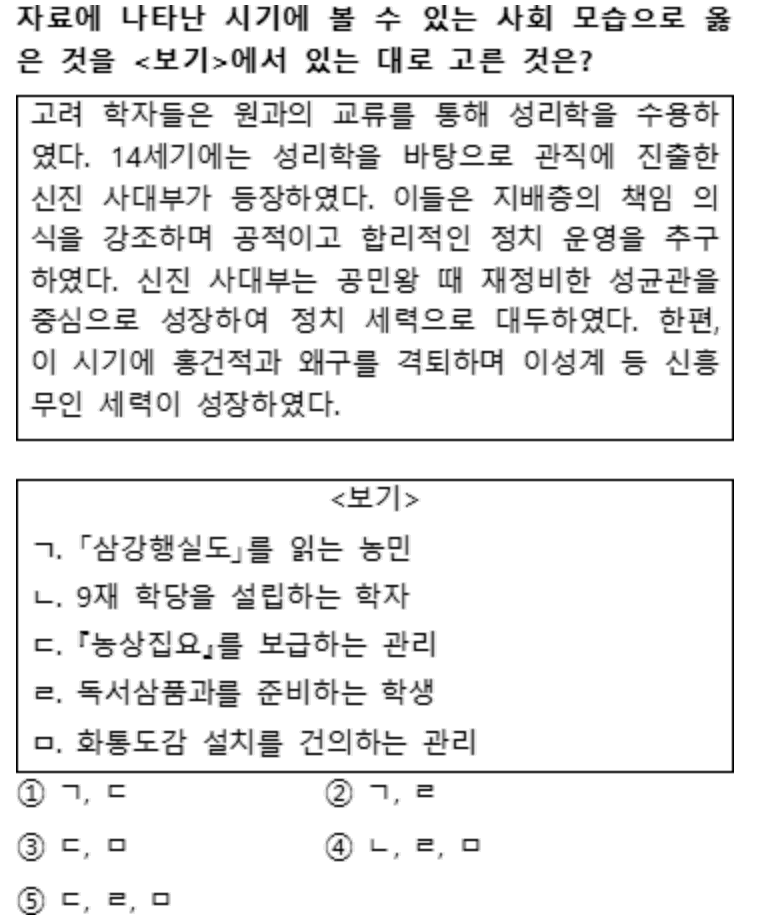 자료에 나타난 시기에 볼 수 있는 사회 모습으로 옳
은 것을 <보기>에서 있는 대로 고른 것은?
고려 학자들은 원과의 교류를 통해 성리학을 수용하
였다. 14세기에는 성리학을 바탕으로 관직에 진출한
신진 사대부가 등장하였다. 이들은 지배층의 책임 의
식을 강조하며 공적이고 합리적인 정치 운영을 추구
하였다. 신진 사대부는 공민왕 때 재정비한 성균관을
중심으로 성장하여 정치 세력으로 대두하였다. 한편,
이 시기에 홍건적과 왜구를 격퇴하며 이성계 등 신흥
무인 세력이 성장하였다.
<보기>
ㄱ. 「삼강행실도」를 읽는 농민
ㄴ. 9재 학당을 설립하는 학자
ㄷ. 『농상집요』를 보급하는 관리
ㄹ. 독서삼품과를 준비하는 학생
ㅁ. 화통도감 설치를 건의하는 관리
① ㄱ, ㄷ ② ㄱ, ㄹ
③ ㄷ, ㅁ ④ ㄴ, ㄹ, ㅁ
⑤ ㄷ, ㄹ, ㅁ